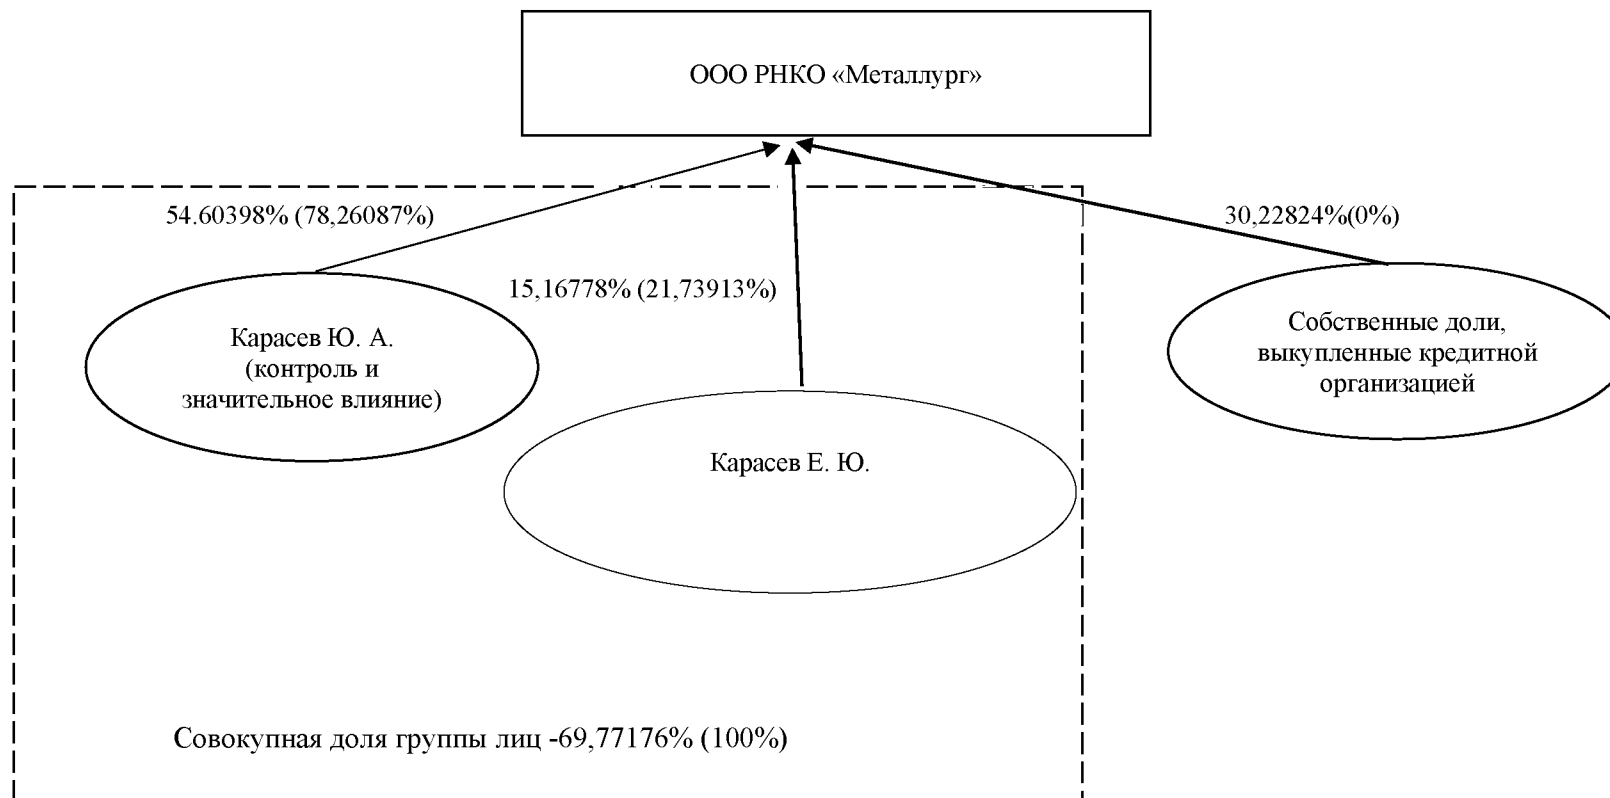 ООО РНКО «Металлург»
54.60398% (78,26087%)
30,22824%(0%)
15,16778% (21,73913%)
Карасев Ю. А.
(контроль и
значительное влияние)
Собственные доли,
выкупленные кредитной
организацией
Карасев Е. Ю.
Совокупная доля группы лиц -69,77176% (100%)